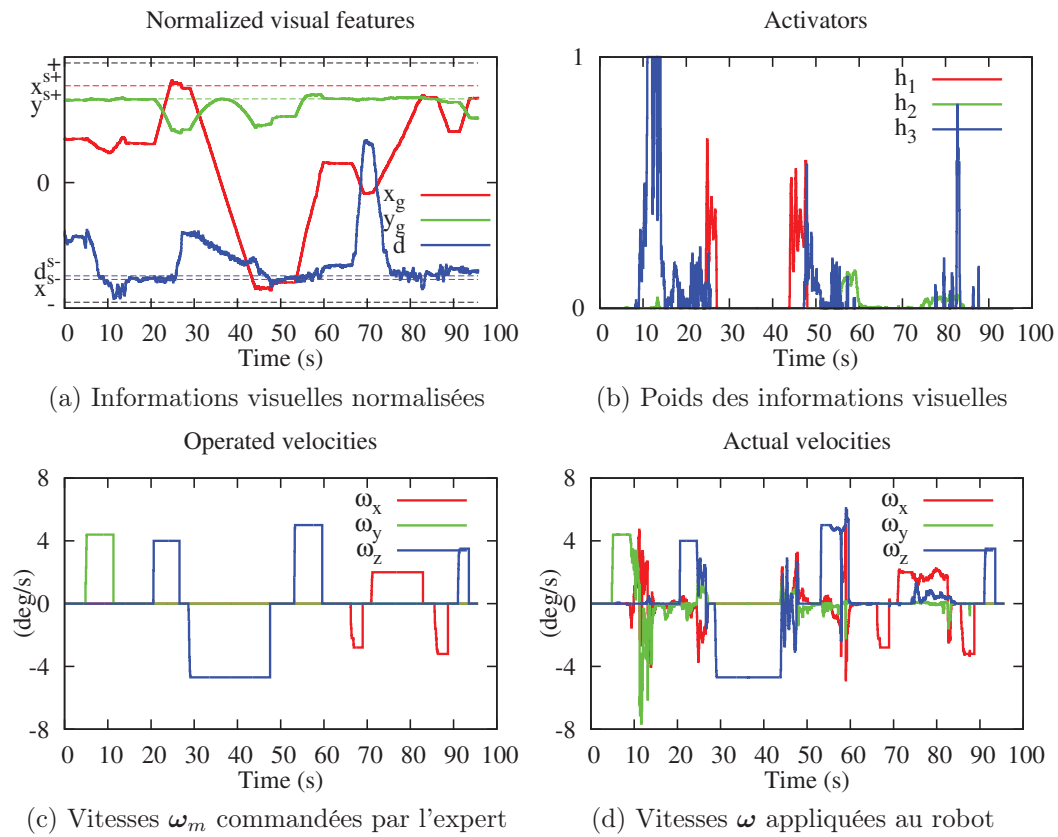 Normalized visual features
+
x^{s+}
y^{s+}
0
d^{s-}
x^{s-}
-
x_g
y_g
d
0 10 20 30 40 50 60 70 80 90 100
Time (s)
(a) Informations visuelles normalisées
Activators
1
0
h_1
h_2
h_3
0 10 20 30 40 50 60 70 80 90 100
Time (s)
(b) Poids des informations visuelles
Operated velocities
8
4
0
-4
-8
(deg/s)
ω_x
ω_y
ω_z
0 10 20 30 40 50 60 70 80 90 100
Time (s)
(c) Vitesses ω_m commandées par l'expert
Actual velocities
8
4
0
-4
-8
(deg/s)
ω_x
ω_y
ω_z
0 10 20 30 40 50 60 70 80 90 100
Time (s)
(d) Vitesses ω appliquées au robot